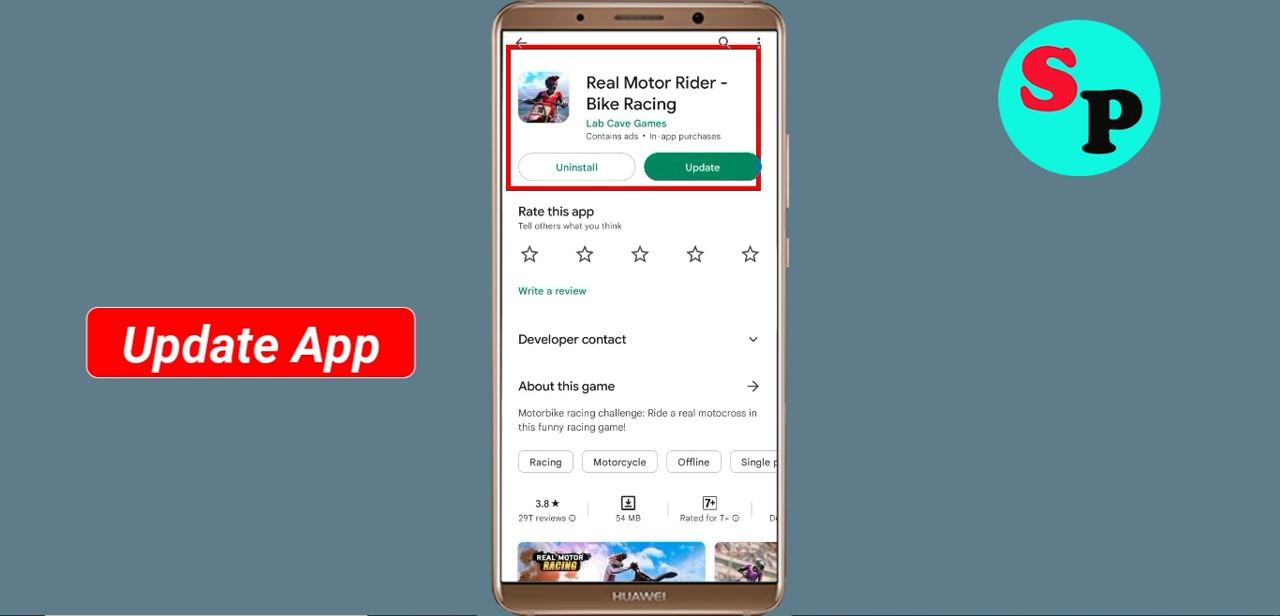 SP
Real Motor Rider -
Bike Racing
Lab Cave Games
Contains ads • In-app purchases
Uninstall
Update
Rate this app
Tell others what you think
Write a review
Update App
Developer contact
About this game
Motorbike racing challenge: Ride a real motocross in
this funny racing game!
Racing
Motorcycle
Offline
Single p
3.8★
29T reviews
54 MB
7+
Rated for 7+
REAL MOTOR
RACING
HUAWEI